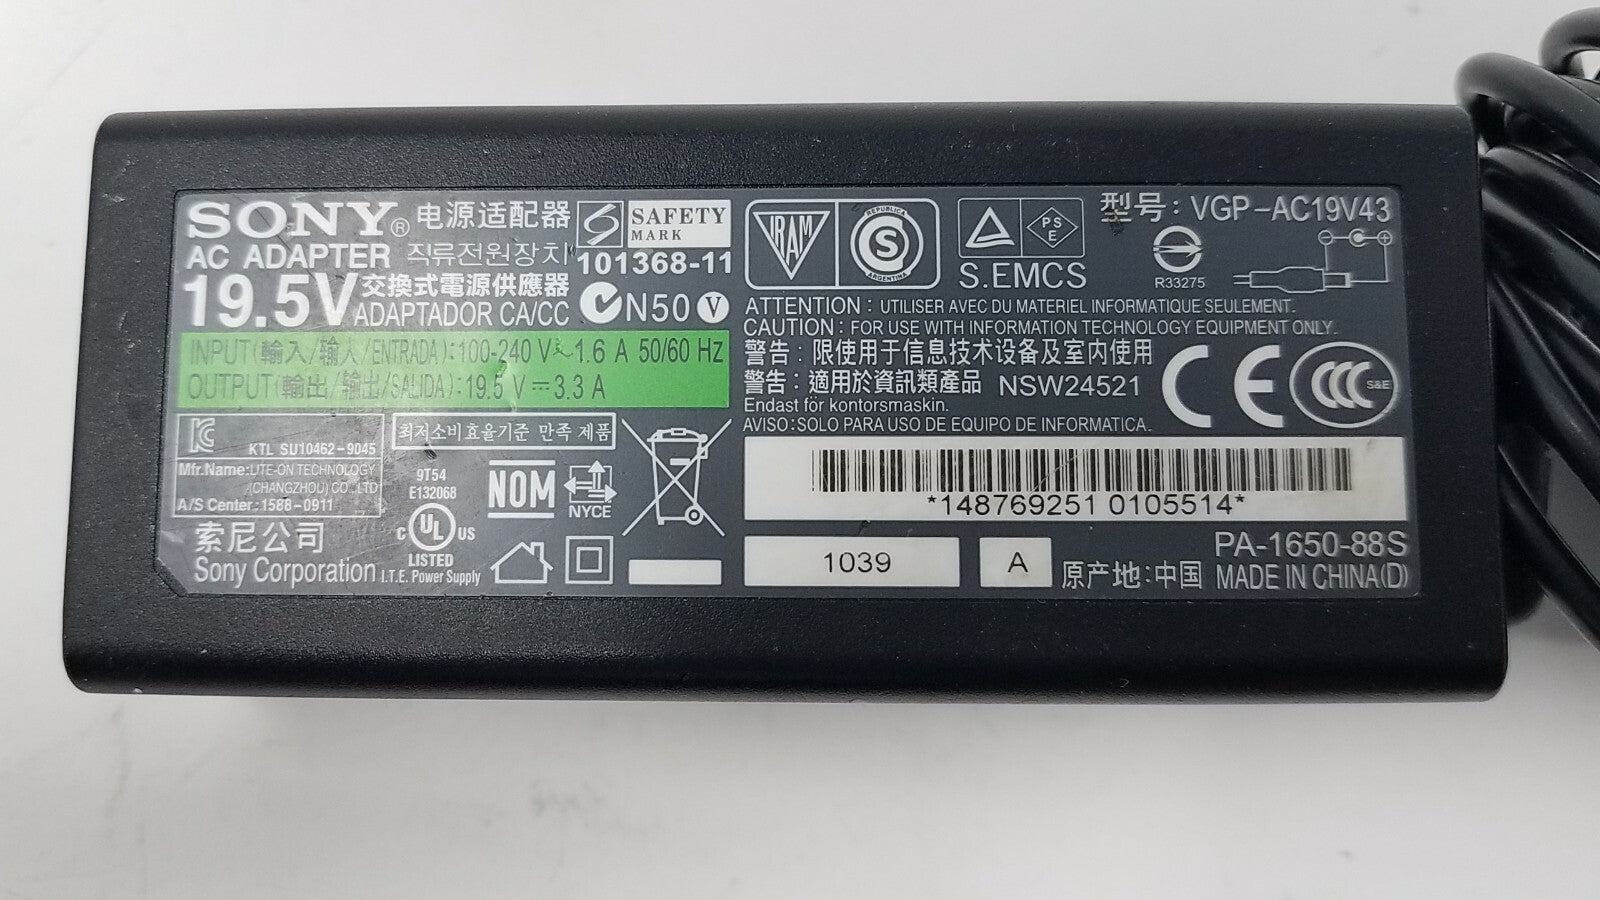 SONY® 电源适配器
AC ADAPTER 직류전원장치
19.5V 交換式電源供應器
ADAPTADOR CA/CC
SAFETY
MARK
101368-11
N50 V
INPUT(輸入/输入/ENTRADA):100-240 V~ 1.6 A 50/60 Hz
OUTPUT(輸出/输出/SALIDA):19.5 V⎓3.3 A
KTL SU10462-9045
Mfr.Name:LITE-ON TECHNOLOGY
(CHANGZHOU) CO.,LTD
A/S Center:1588-0911
최저소비효율기준 만족 제품
索尼公司
Sony Corporation
9T54
E132068
c UL US
LISTED
I.T.E. Power Supply
NOM
NYCE
IRAM
REPUBLICA
S
ARGENTINA
PS
E
S.EMCS
型号: VGP-AC19V43
R33275
ATTENTION : UTILISER AVEC DU MATERIEL INFORMATIQUE SEULEMENT.
CAUTION : FOR USE WITH INFORMATION TECHNOLOGY EQUIPMENT ONLY.
警告: 限使用于信息技术设备及室内使用
警告: 適用於資訊類產品 NSW24521
Endast för kontorsmaskin.
AVISO:SOLO PARA USO DE EQUIPO DE INFORMATICA.
CE
CCC S&E
*148769251 0105514*
1039
A
PA-1650-88S
原产地:中国 MADE IN CHINA(D)